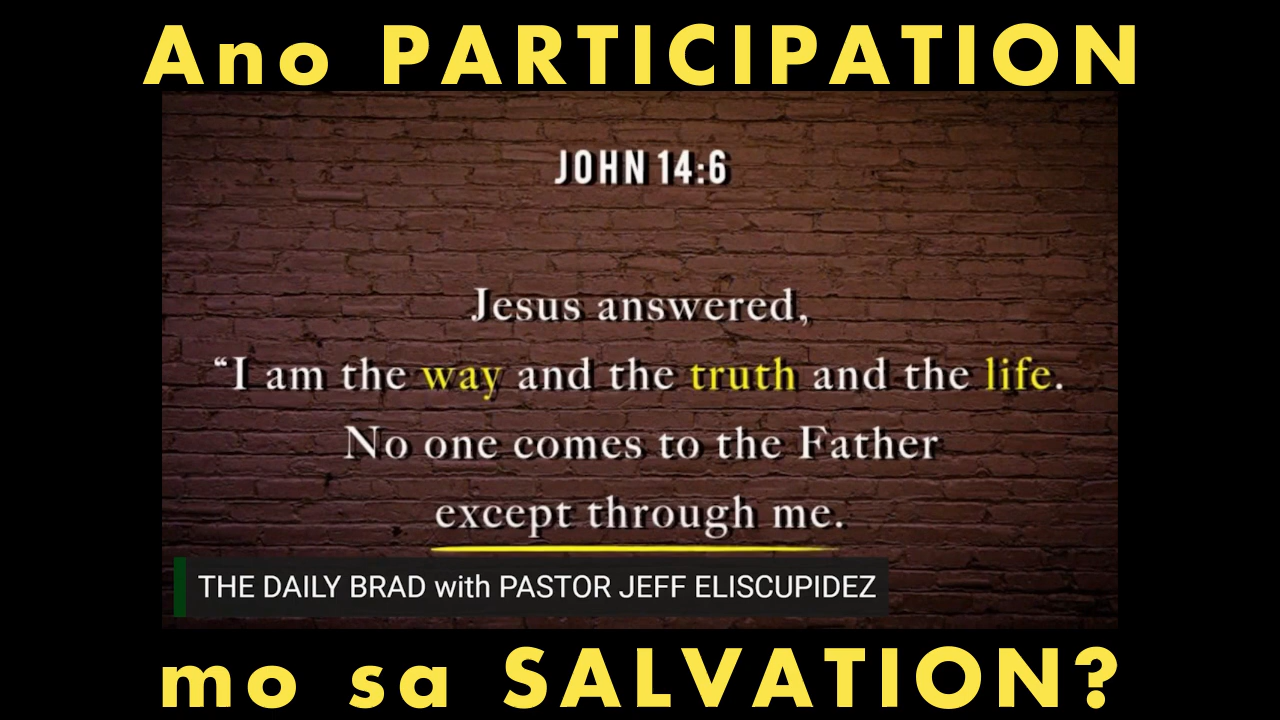 Ano PARTICIPATION
JOHN 14:6
Jesus answered,
“I am the way and the truth and the life.
No one comes to the Father
except through me.
THE DAILY BRAD with PASTOR JEFF ELISCUPIDEZ
mo sa SALVATION?